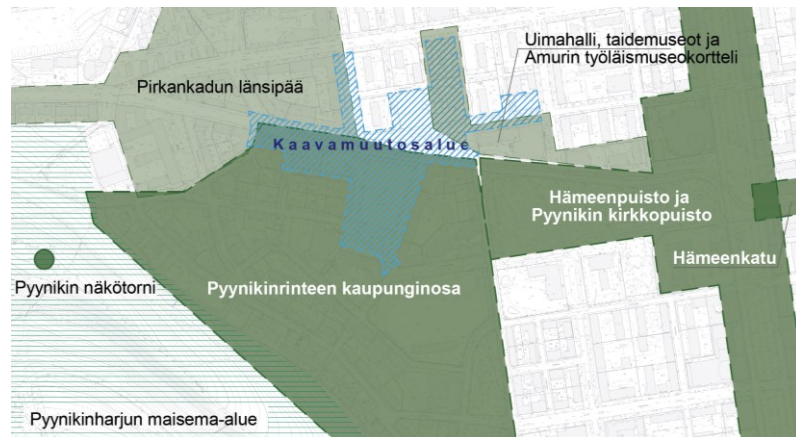 Uimahalli, taidemuseot ja
Amurin työläismuseokortteli
Pirkankadun länsipää
Kaavamuutosalue
Hämeenpuisto ja
Pyynikin kirkkopuisto
Hämeenkatu
Pyynikin näkötorni
Pyynikinrinteen kaupunginosa
Pyynikinharjun maisema-alue